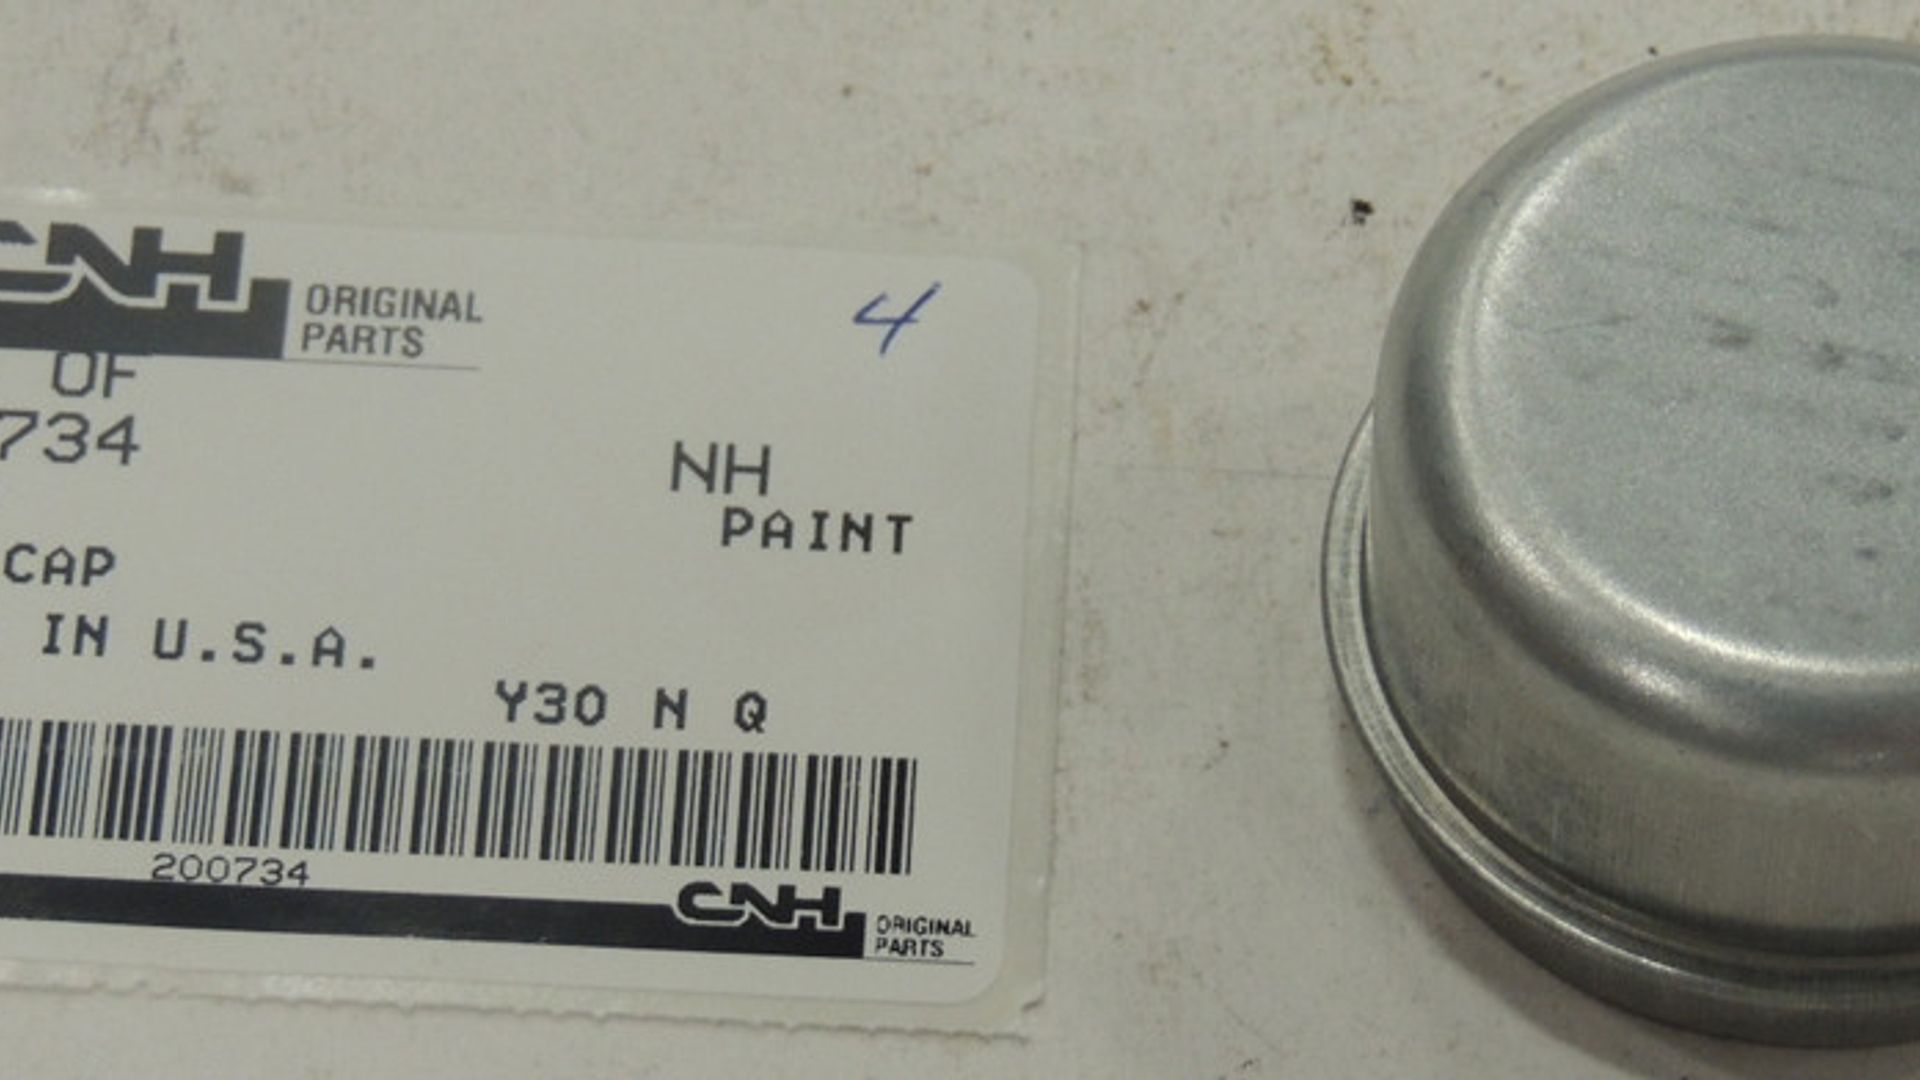 CNH ORIGINAL
PARTS
4
OF
734
NH
PAINT
CAP
IN U.S.A.
Y30 N Q
200734
CNH ORIGINAL
PARTS